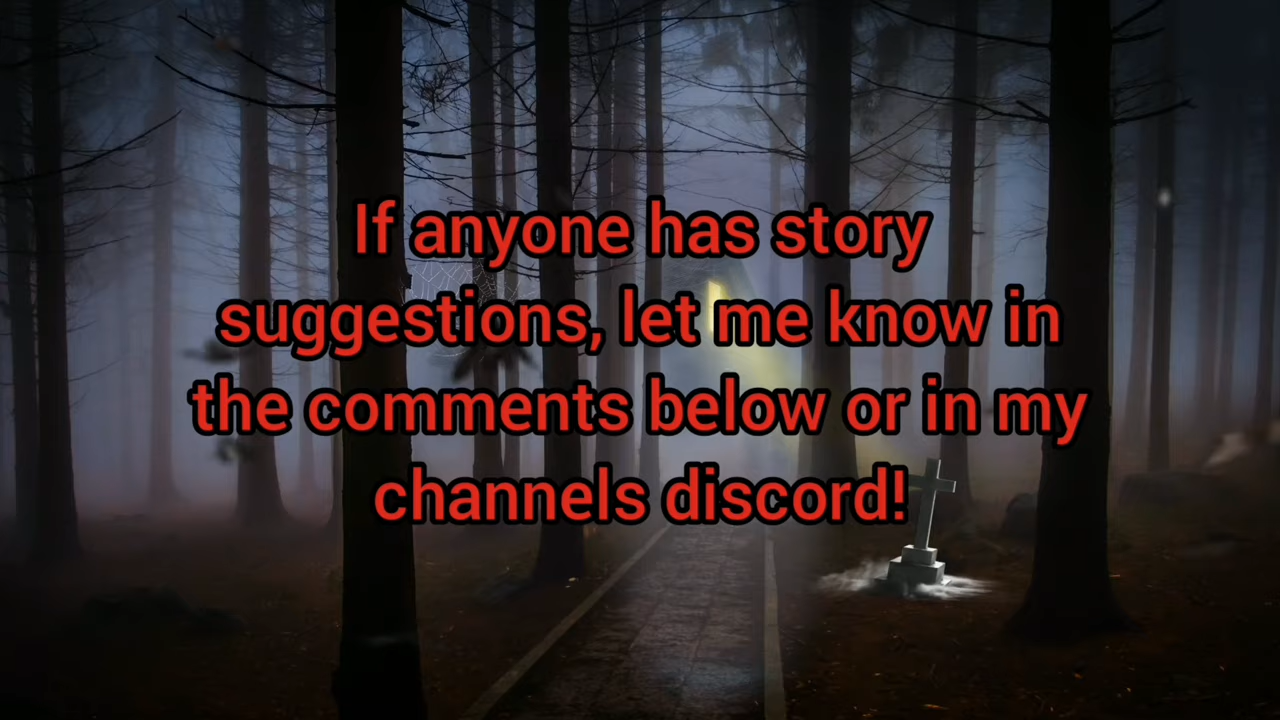 If anyone has story
suggestions, let me know in
the comments below or in my
channels discord!